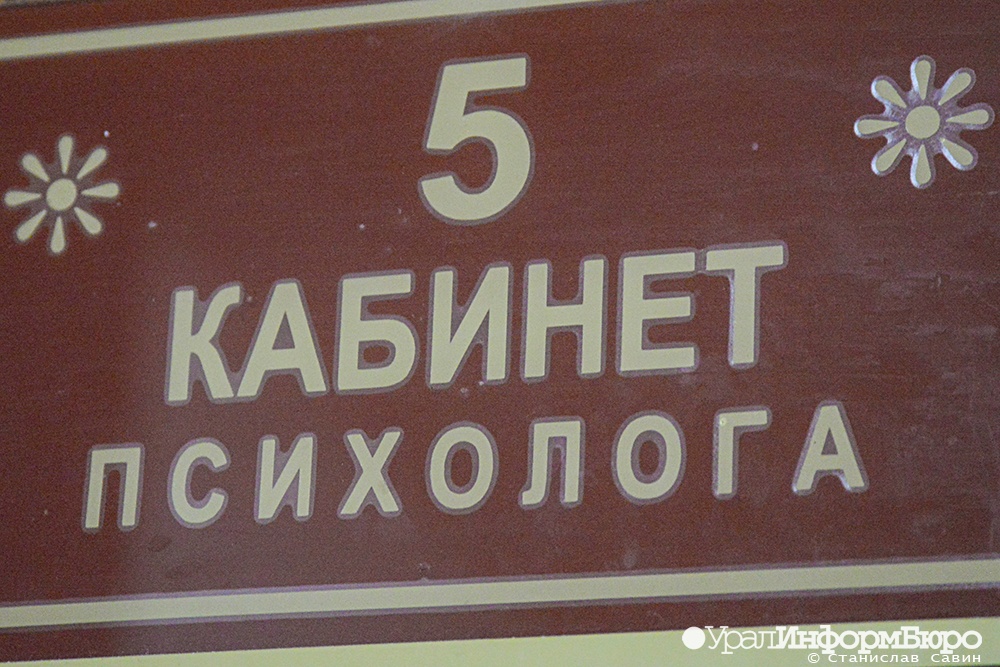 5
КАБИНЕТ
ПСИХОЛОГА
УралИнформБюро
© Станислав Савин